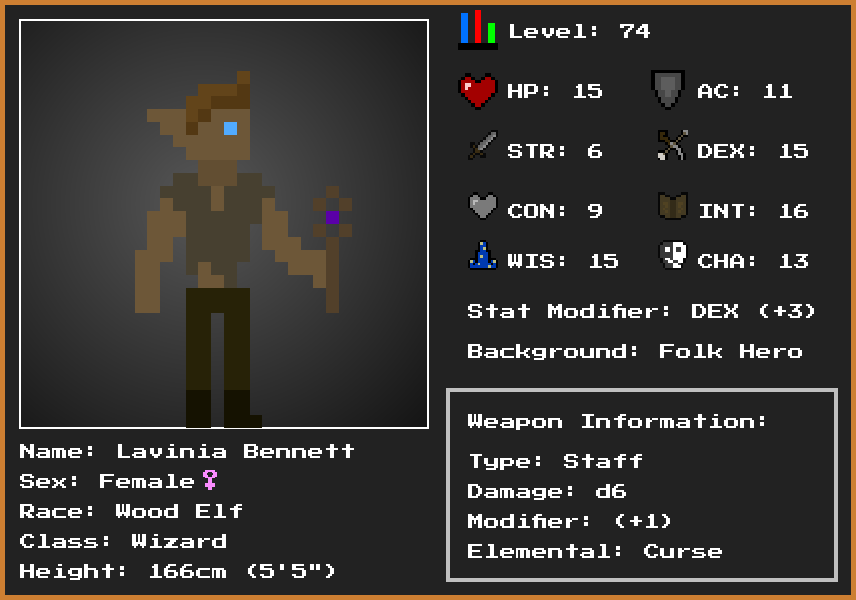 Level: 74
HP: 15 AC: 11
STR: 6 DEX: 15
CON: 9 INT: 16
WIS: 15 CHA: 13
Stat Modifier: DEX (+3)
Background: Folk Hero
Weapon Information:
Type: Staff
Damage: d6
Modifier: (+1)
Elemental: Curse
Name: Lavinia Bennett
Sex: Female♀
Race: Wood Elf
Class: Wizard
Height: 166cm (5'5")